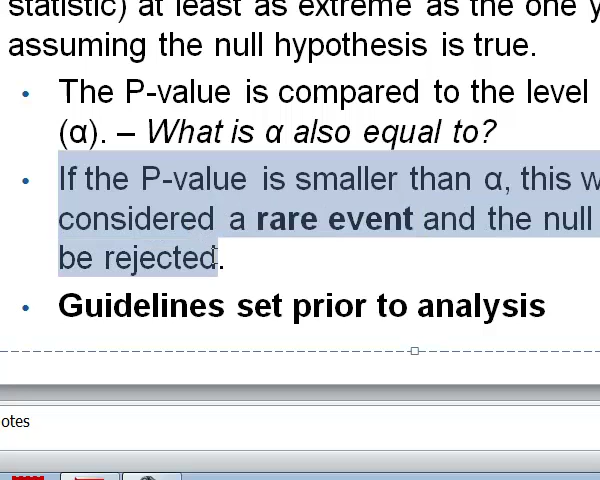 statistic) at least as extreme as the one
assuming the null hypothesis is true.
• The P-value is compared to the level
(α). – What is α also equal to?
• If the P-value is smaller than α, this
considered a rare event and the null
be rejected.
• Guidelines set prior to analysis
otes